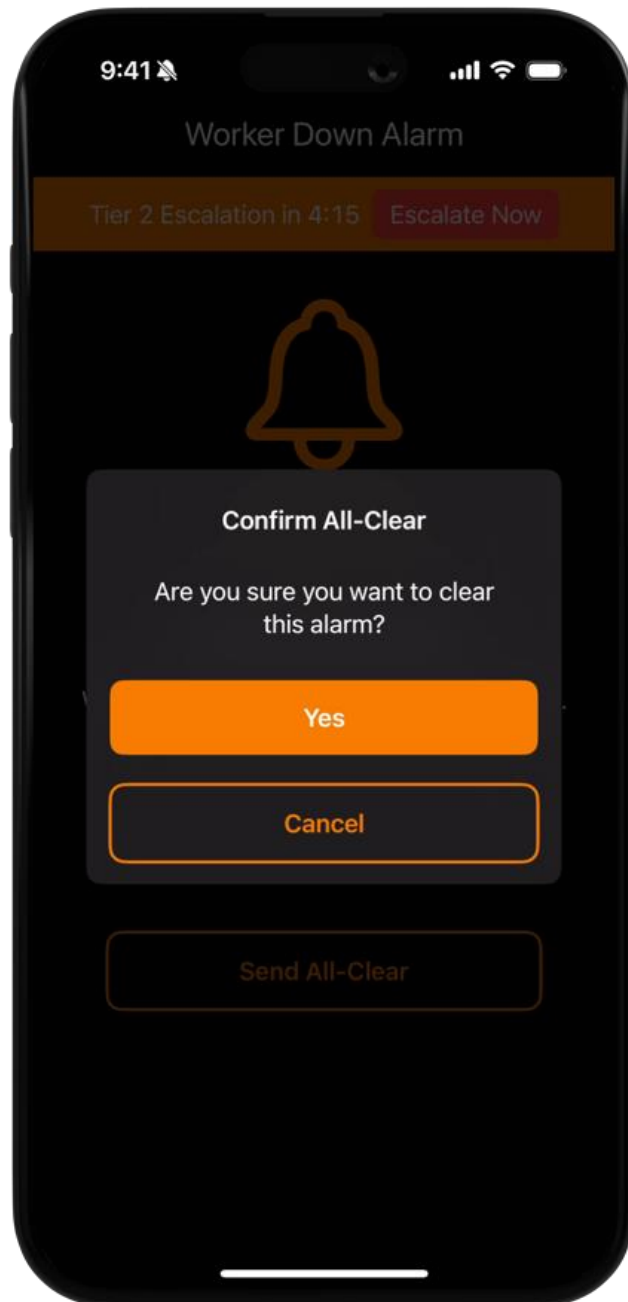 9:41
Worker Down Alarm
Tier 2 Escalation in 4:15 Escalate Now
Confirm All-Clear
Are you sure you want to clear
this alarm?
Yes
Cancel
Send All-Clear